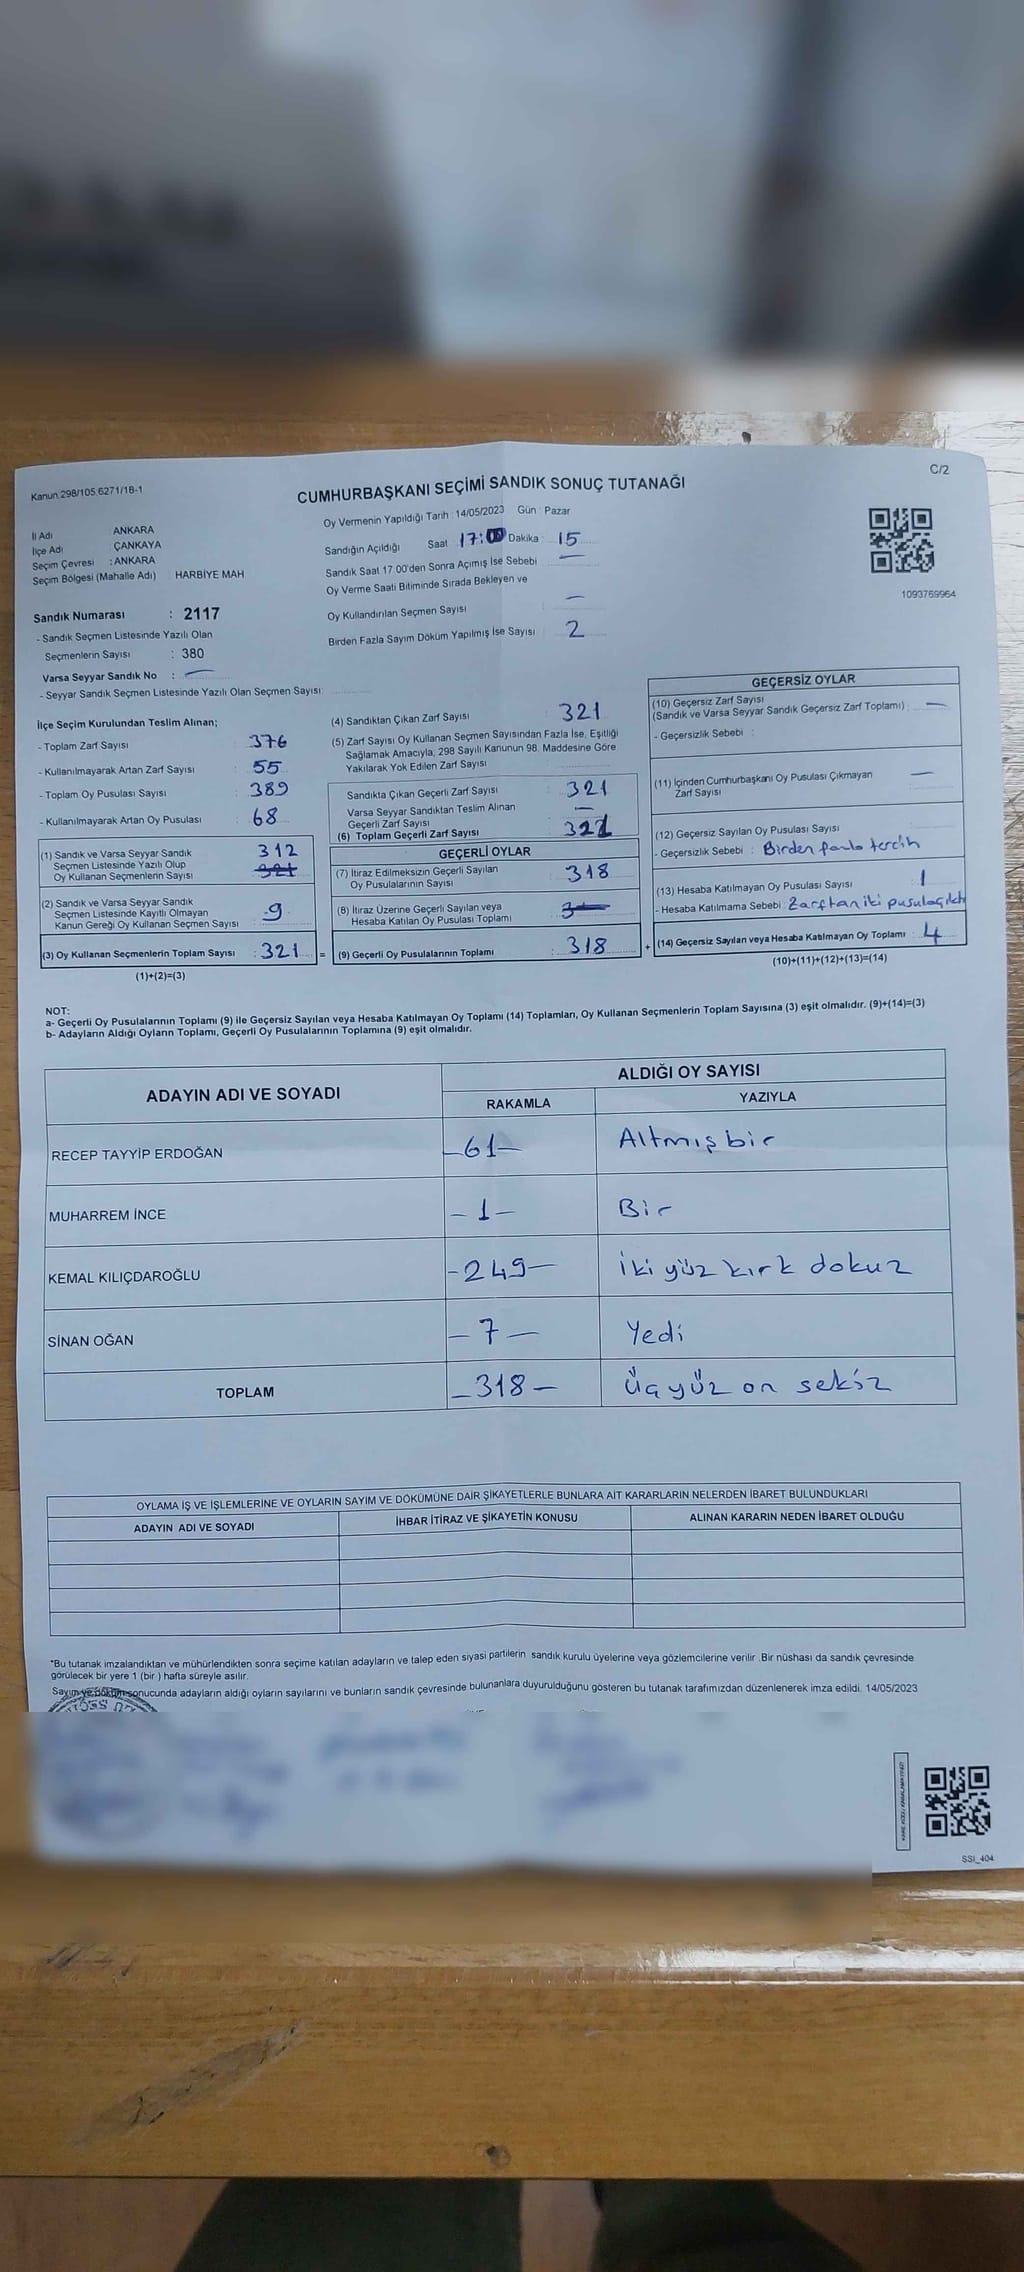 Kanun 298/105 6271/18-1
C/2
CUMHURBAŞKANI SEÇİMİ SANDIK SONUÇ TUTANAĞI
İl Adı ANKARA
İlçe Adı ÇANKAYA
Seçim Çevresi : ANKARA
Seçim Bölgesi (Mahalle Adı) HARBİYE MAH
Sandık Numarası : 2117
- Sandık Seçmen Listesinde Yazılı Olan
Seçmenlerin Sayısı : 380
Varsa Seyyar Sandık No : —
- Seyyar Sandık Seçmen Listesinde Yazılı Olan Seçmen Sayısı
Oy Vermenin Yapıldığı Tarih : 14/05/2023 Gün : Pazar
Sandığın Açıldığı Saat 17:00 Dakika : 15
Sandık Saat 17 00'den Sonra Açımış İse Sebebi —
Oy Verme Saati Bitiminde Sırada Bekleyen ve
Oy Kullandırılan Seçmen Sayısı —
Birden Fazla Sayım Döküm Yapılmış İse Sayısı 2
1093769964
İlçe Seçim Kurulundan Teslim Alınan;
- Toplam Zarf Sayısı : 376
- Kullanılmayarak Artan Zarf Sayısı : 55
- Toplam Oy Pusulası Sayısı : 389
- Kullanılmayarak Artan Oy Pusulası : 68
(1) Sandık ve Varsa Seyyar Sandık 312
Seçmen Listesinde Yazılı Olup
Oy Kullanan Seçmenlerin Sayısı : 321
(2) Sandık ve Varsa Seyyar Sandık
Seçmen Listesinde Kayıtlı Olmayan
Kanun Gereği Oy Kullanan Seçmen Sayısı : 9
(3) Oy Kullanan Seçmenlerin Toplam Sayısı : 321 =
(1)+(2)=(3)
(4) Sandıktan Çıkan Zarf Sayısı : 321
(5) Zarf Sayısı Oy Kullanan Seçmen Sayısından Fazla İse, Eşitliği
Sağlamak Amacıyla, 298 Sayılı Kanunun 98. Maddesine Göre
Yakılarak Yok Edilen Zarf Sayısı
Sandıkta Çıkan Geçerli Zarf Sayısı : 321
Varsa Seyyar Sandıktan Teslim Alınan
Geçerli Zarf Sayısı : —
(6) Toplam Geçerli Zarf Sayısı : 321
GEÇERLİ OYLAR
(7) İtiraz Edilmeksizin Geçerli Sayılan
Oy Pusulalarının Sayısı : 318
(8) İtiraz Üzerine Geçerli Sayılan veya
Hesaba Katılan Oy Pusulası Toplamı :
(9) Geçerli Oy Pusulalarının Toplamı : 318 +
GEÇERSİZ OYLAR
(10) Geçersiz Zarf Sayısı
(Sandık ve Varsa Seyyar Sandık Geçersiz Zarf Toplamı) : —
- Geçersizlik Sebebi :
(11) İçinden Cumhurbaşkanı Oy Pusulası Çıkmayan
Zarf Sayısı : —
(12) Geçersiz Sayılan Oy Pusulası Sayısı :
- Geçersizlik Sebebi : Birden fazla tercih
(13) Hesaba Katılmayan Oy Pusulası Sayısı : 1
- Hesaba Katılmama Sebebi : Zarftan iki pusula çıktı
(14) Geçersiz Sayılan veya Hesaba Katılmayan Oy Toplamı : 4
(10)+(11)+(12)+(13)=(14)
NOT:
a- Geçerli Oy Pusulalarının Toplamı (9) ile Geçersiz Sayılan veya Hesaba Katılmayan Oy Toplamı (14) Toplamları, Oy Kullanan Seçmenlerin Toplam Sayısına (3) eşit olmalıdır. (9)+(14)=(3)
b- Adayların Aldığı Oyların Toplamı, Geçerli Oy Pusulalarının Toplamına (9) eşit olmalıdır.
ADAYIN ADI VE SOYADI
ALDIĞI OY SAYISI
RAKAMLA YAZIYLA
RECEP TAYYİP ERDOĞAN —61— Altmış bir
MUHARREM İNCE —1— Bir
KEMAL KILIÇDAROĞLU —249— İki yüz kırk dokuz
SİNAN OĞAN —7— Yedi
TOPLAM —318— Üç yüz on sekiz
OYLAMA İŞ VE İŞLEMLERİNE VE OYLARIN SAYIM VE DÖKÜMÜNE DAİR ŞİKAYETLERLE BUNLARA AİT KARARLARIN NELERDEN İBARET BULUNDUKLARI
ADAYIN ADI VE SOYADI İHBAR İTİRAZ VE ŞİKAYETİN KONUSU ALINAN KARARIN NEDEN İBARET OLDUĞU
*Bu tutanak imzalandıktan ve mühürlendikten sonra seçime katılan adayların ve talep eden siyasi partilerin sandık kurulu üyelerine veya gözlemcilerine verilir .Bir nüshası da sandık çevresinde
görülecek bir yere 1 (bir ) hafta süreyle asılır.
Sayım ve döküm sonucunda adayların aldığı oyların sayılarını ve bunların sandık çevresinde bulunanlara duyurulduğunu gösteren bu tutanak tarafımızdan düzenlenerek imza edildi. 14/05/2023
SSI_404